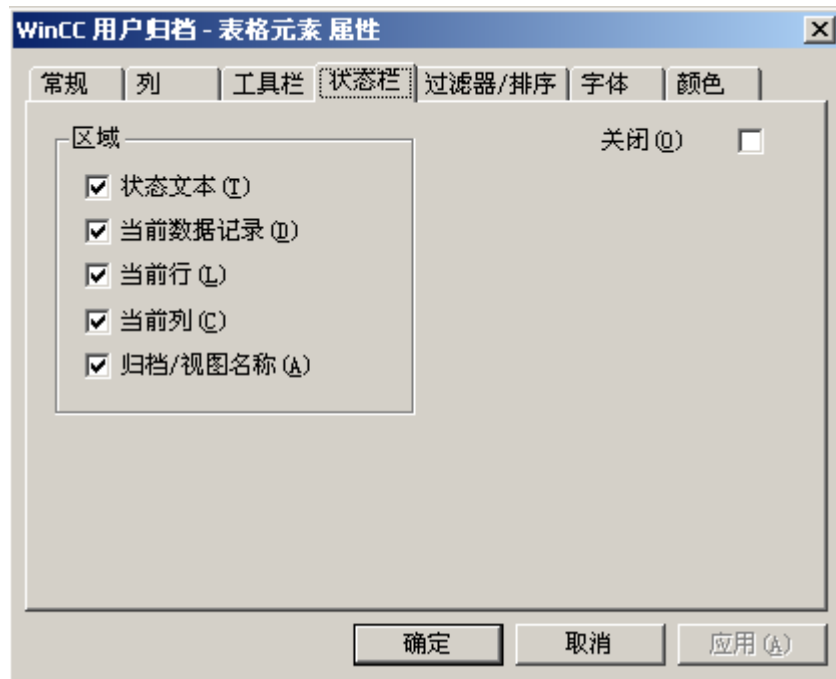 WinCC 用户归档 - 表格元素 属性
常规 列 工具栏 状态栏 过滤器/排序 字体 颜色
区域 关闭(O)
状态文本(T)
当前数据记录(D)
当前行(L)
当前列(C)
归档/视图名称(A)
确定 取消 应用(A)